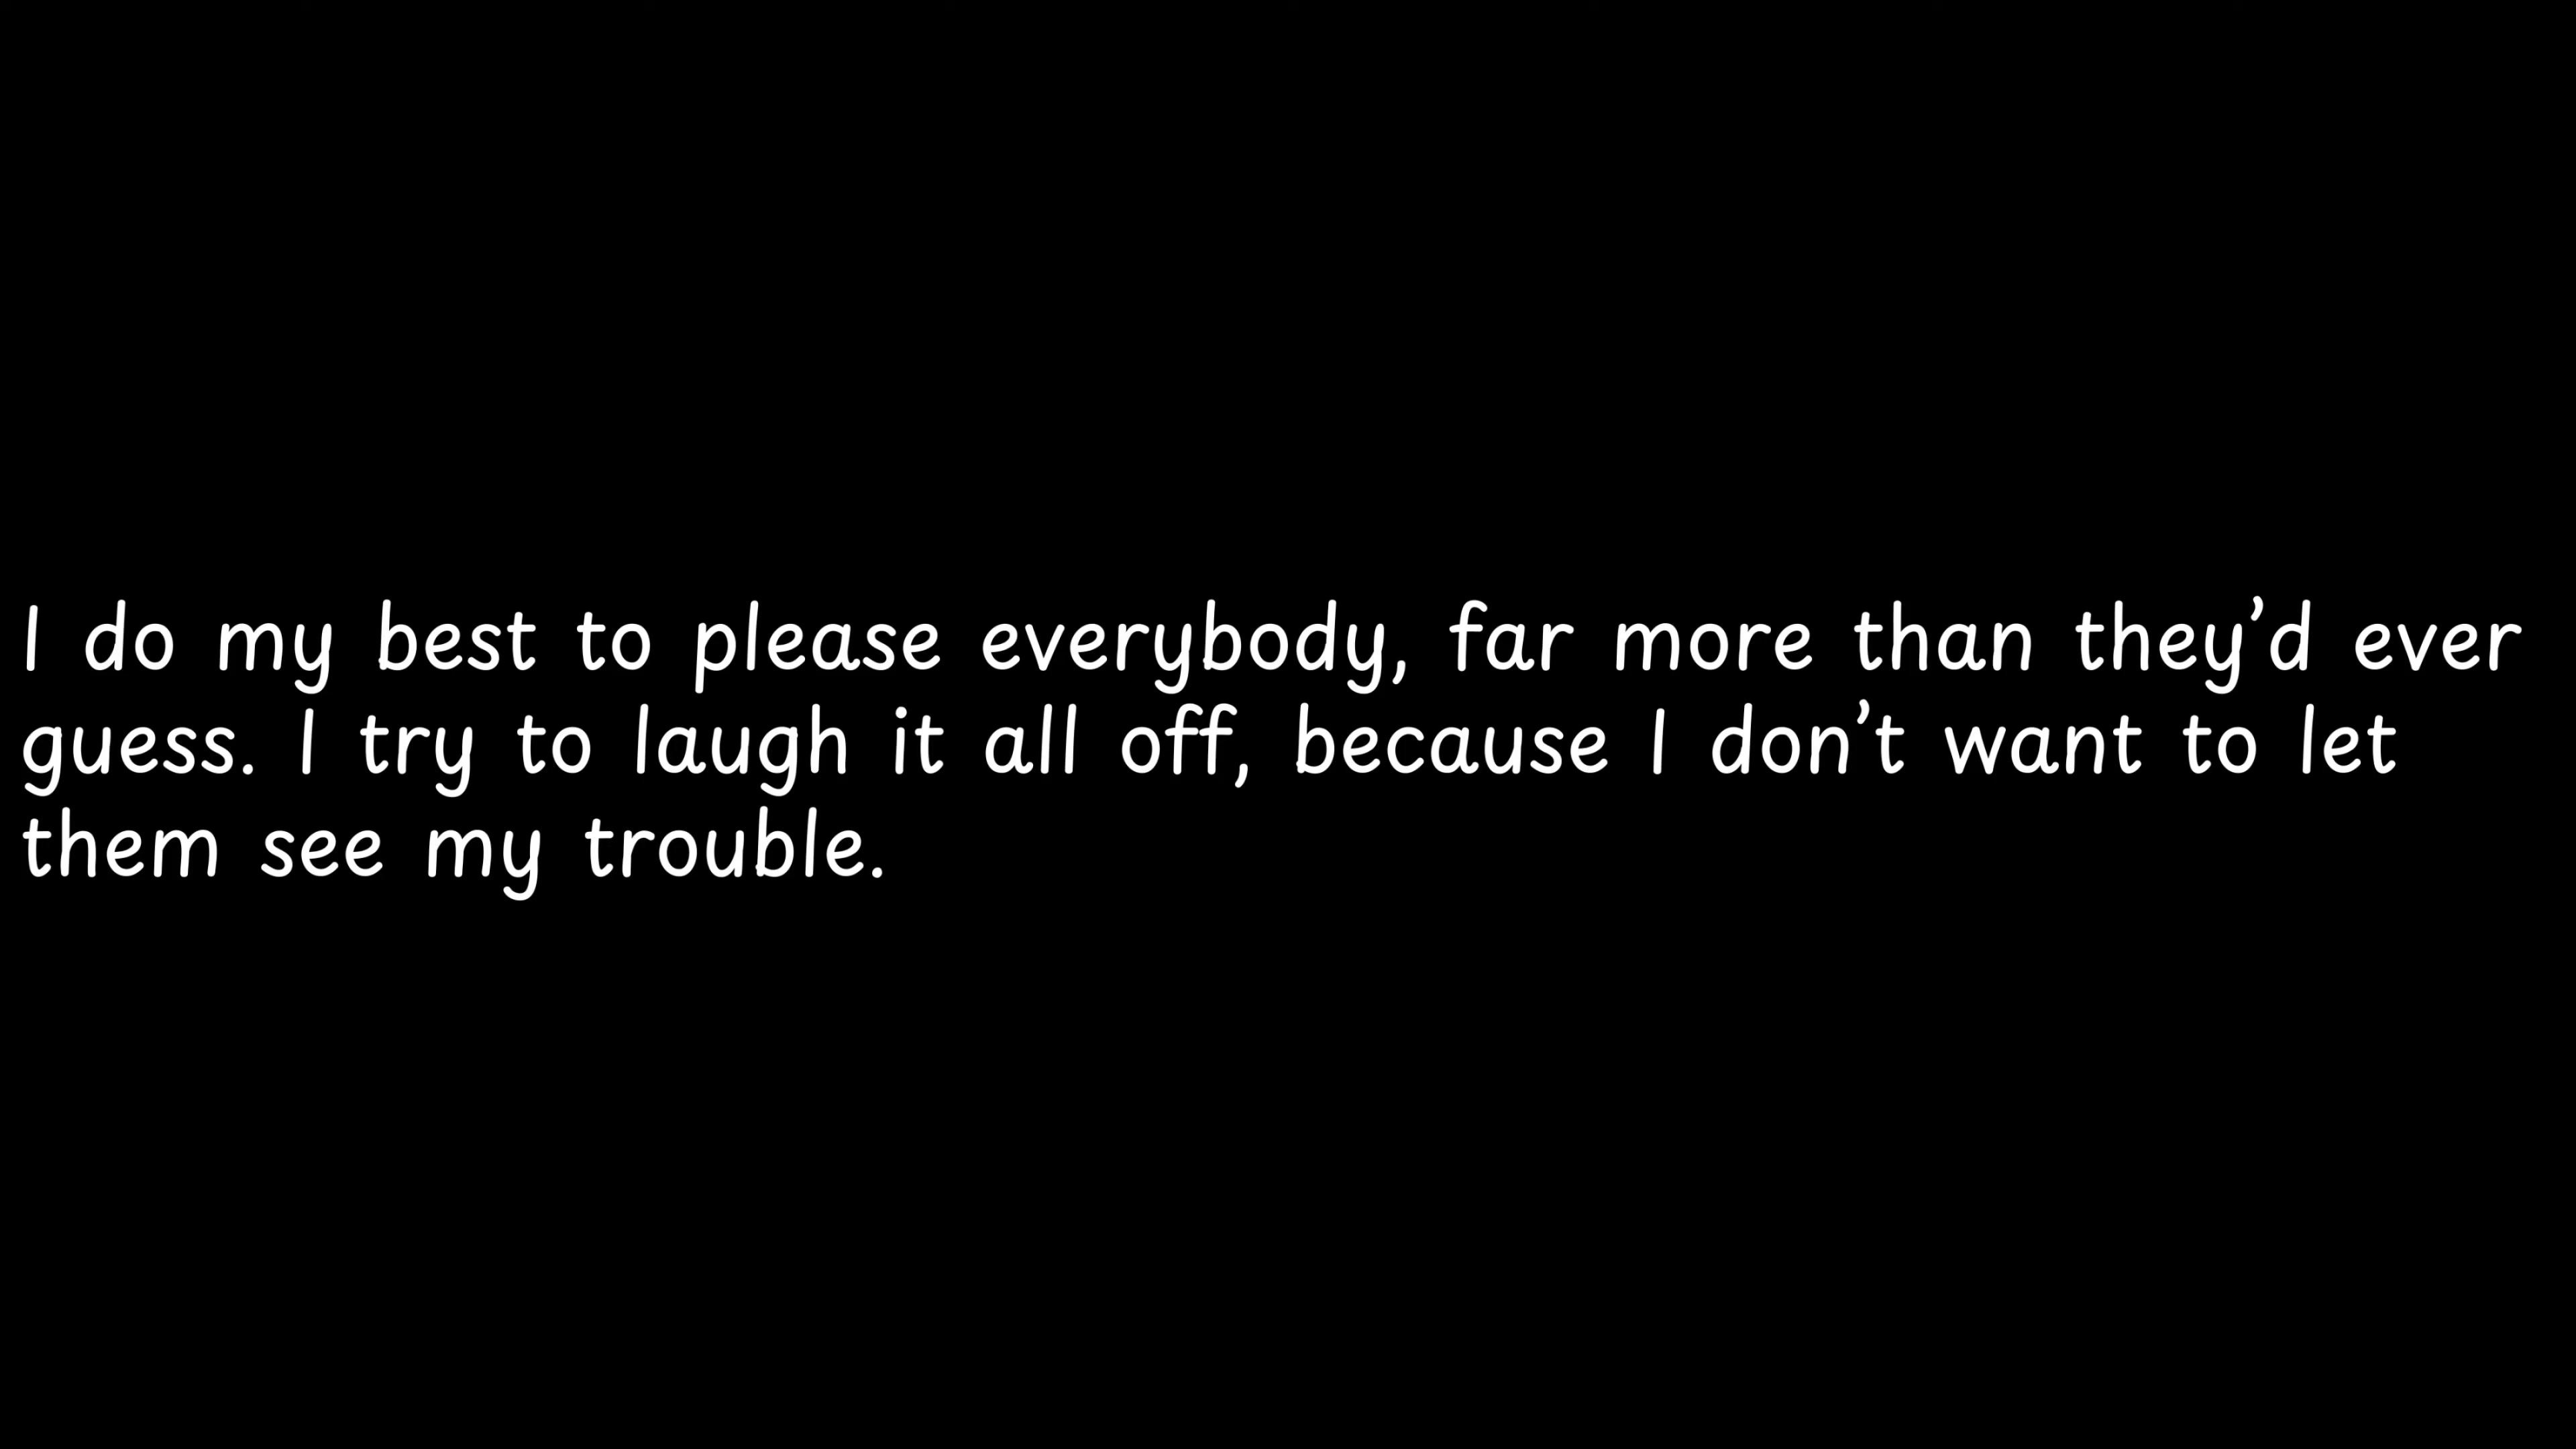 I do my best to please everybody, far more than they’d ever
guess. I try to laugh it all off, because I don’t want to let
them see my trouble.